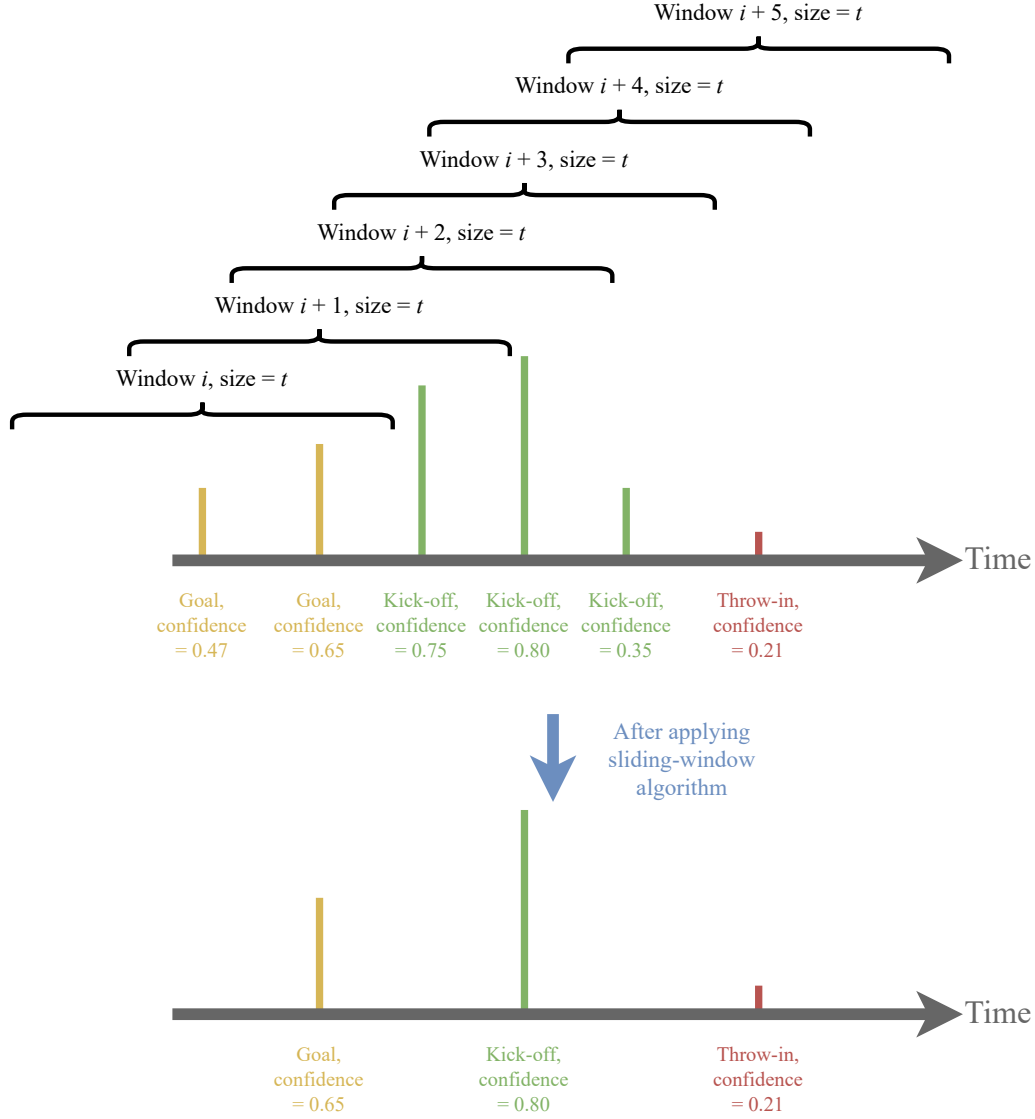 Window i + 5, size = t
Window i + 4, size = t
Window i + 3, size = t
Window i + 2, size = t
Window i + 1, size = t
Window i, size = t
Time
Goal,
confidence
= 0.47
Goal,
confidence
= 0.65
Kick-off,
confidence
= 0.75
Kick-off,
confidence
= 0.80
Kick-off,
confidence
= 0.35
Throw-in,
confidence
= 0.21
After applying
sliding-window
algorithm
Time
Goal,
confidence
= 0.65
Kick-off,
confidence
= 0.80
Throw-in,
confidence
= 0.21